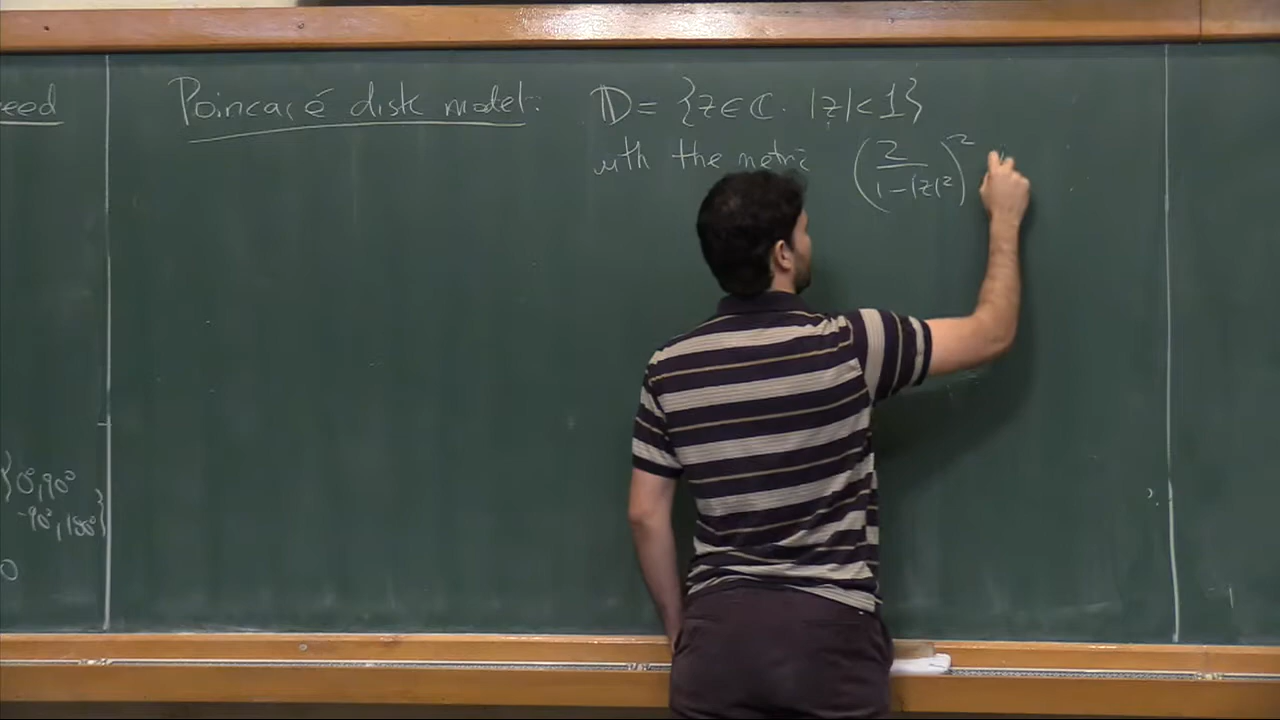 eed
Poincaré disk model: 𝔻 = {z ∈ ℂ : |z| < 1}
with the metric (2 / 1-|z|²)²
{0°, 90°
-90°, 180°}
0